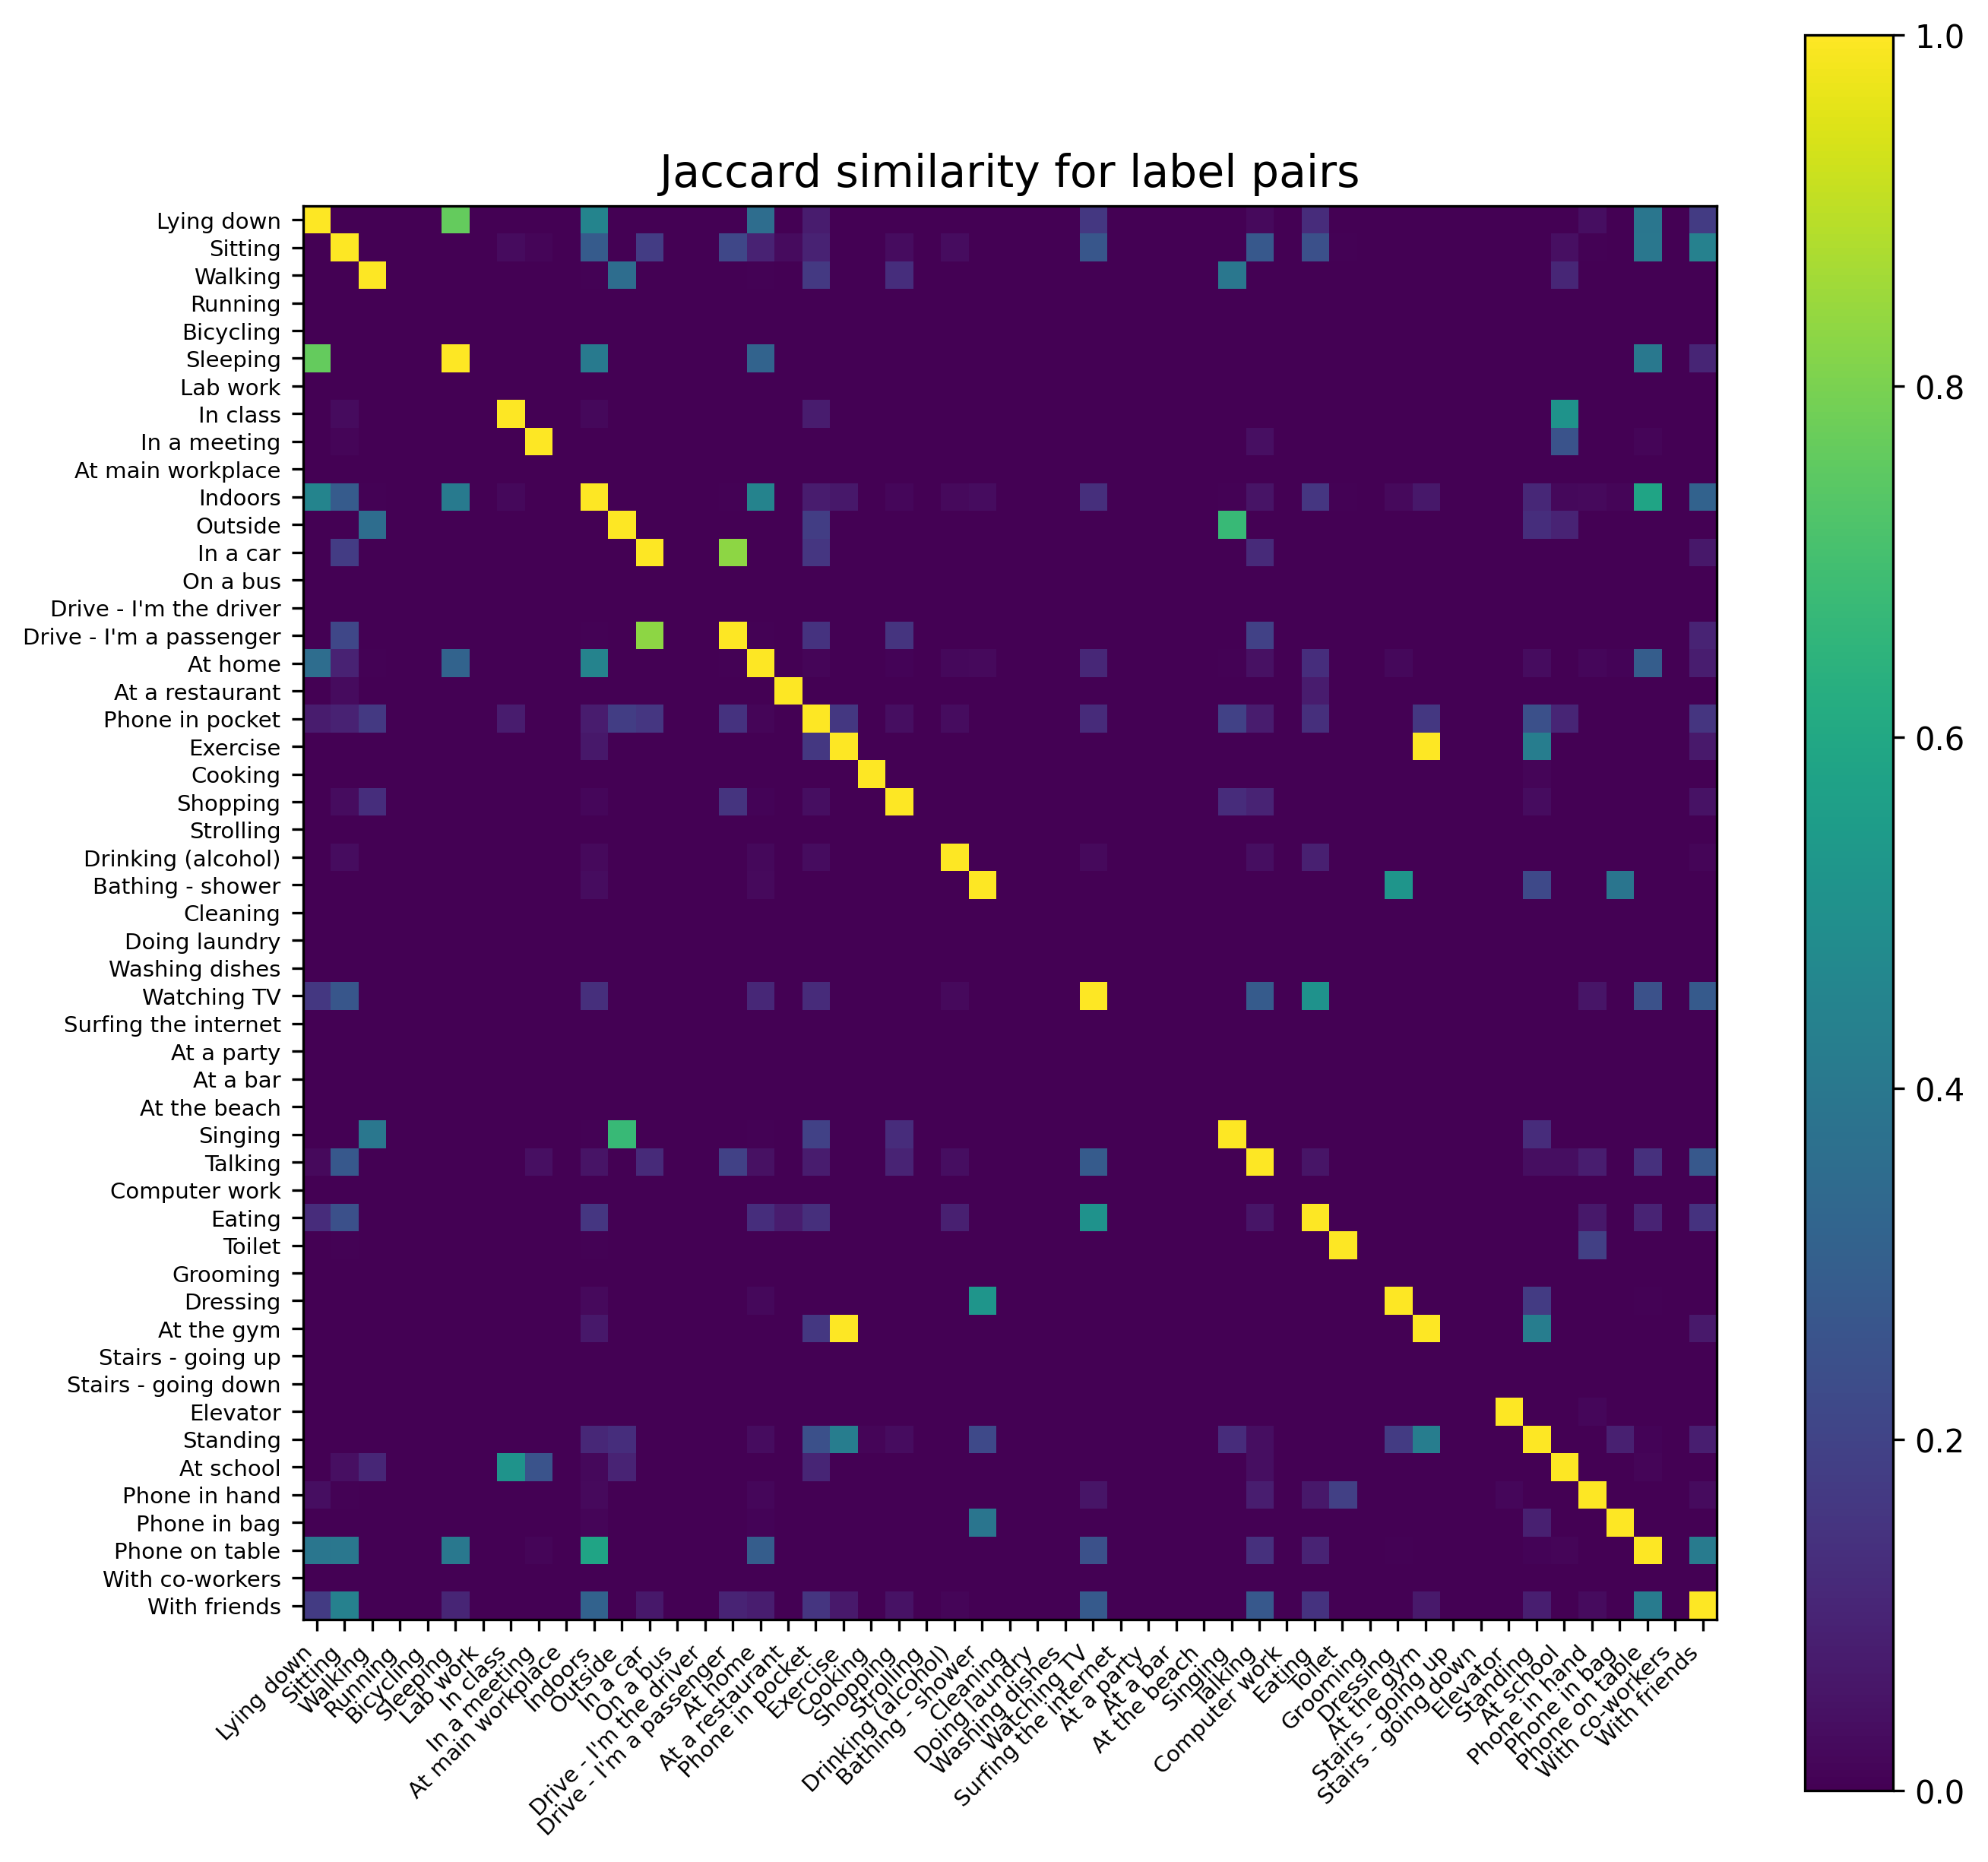 Jaccard similarity for label pairs
Lying down
Sitting
Walking
Running
Bicycling
Sleeping
Lab work
In class
In a meeting
At main workplace
Indoors
Outside
In a car
On a bus
Drive - I'm the driver
Drive - I'm a passenger
At home
At a restaurant
Phone in pocket
Exercise
Cooking
Shopping
Strolling
Drinking (alcohol)
Bathing - shower
Cleaning
Doing laundry
Washing dishes
Watching TV
Surfing the internet
At a party
At a bar
At the beach
Singing
Talking
Computer work
Eating
Toilet
Grooming
Dressing
At the gym
Stairs - going up
Stairs - going down
Elevator
Standing
At school
Phone in hand
Phone in bag
Phone on table
With co-workers
With friends
Lying down
Sitting
Walking
Running
Bicycling
Sleeping
Lab work
In class
In a meeting
At main workplace
Indoors
Outside
In a car
On a bus
Drive - I'm the driver
Drive - I'm a passenger
At home
At a restaurant
Phone in pocket
Exercise
Cooking
Shopping
Strolling
Drinking (alcohol)
Bathing - shower
Cleaning
Doing laundry
Washing dishes
Watching TV
Surfing the internet
At a party
At a bar
At the beach
Singing
Talking
Computer work
Eating
Toilet
Grooming
Dressing
At the gym
Stairs - going up
Stairs - going down
Elevator
Standing
At school
Phone in hand
Phone in bag
Phone on table
With co-workers
With friends
1.0
0.8
0.6
0.4
0.2
0.0